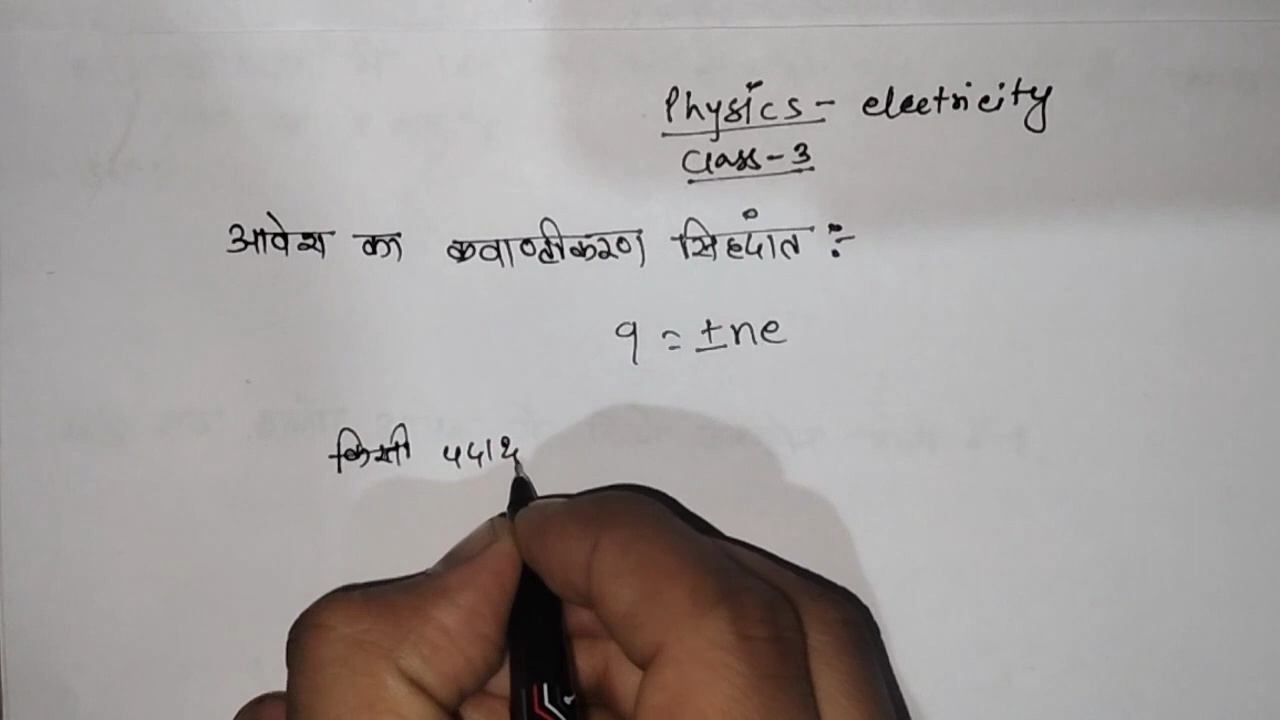 Physics - electricity
Class - 3
आवेश का क्वाण्टीकरण सिद्दांत :-
q = ±ne
किसी पदाथ